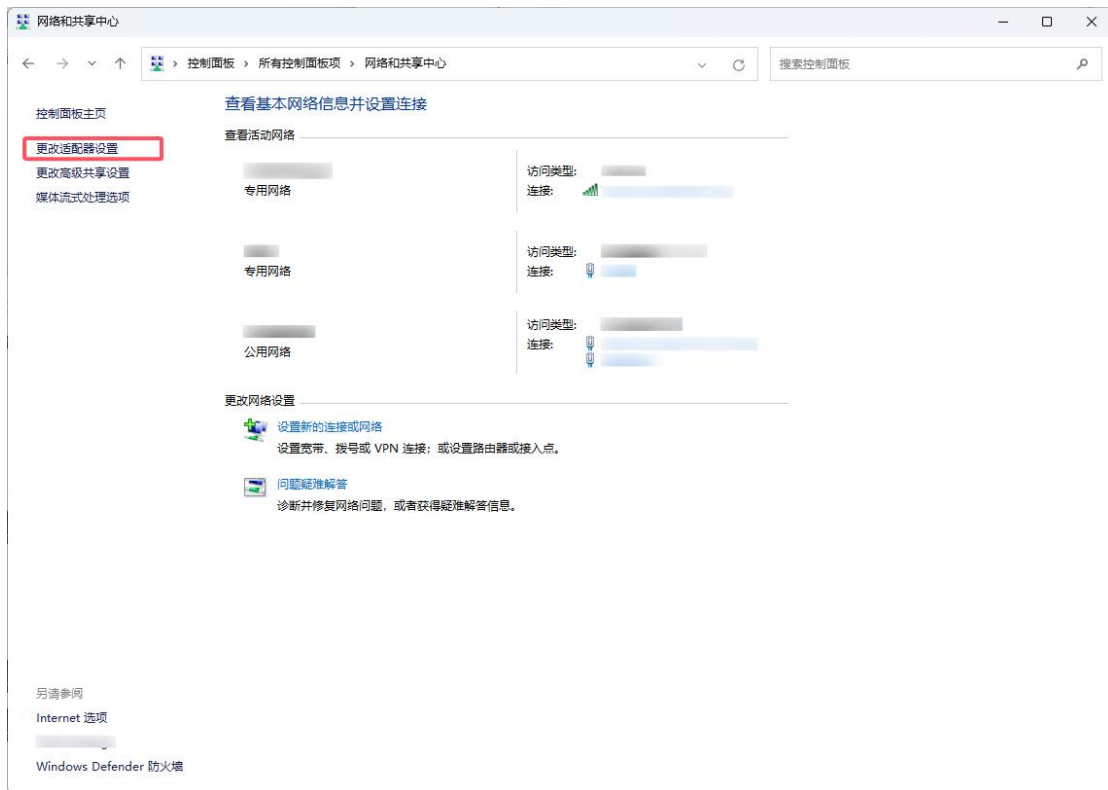 网络和共享中心
控制面板 › 所有控制面板项 › 网络和共享中心
搜索控制面板
控制面板主页
更改适配器设置
更改高级共享设置
媒体流式处理选项
查看基本网络信息并设置连接
查看活动网络
专用网络
访问类型:
连接:
专用网络
访问类型:
连接:
公用网络
访问类型:
连接:
更改网络设置
设置新的连接或网络
设置宽带、拨号或 VPN 连接；或设置路由器或接入点。
问题疑难解答
诊断并修复网络问题，或者获得疑难解答信息。
另请参阅
Internet 选项
Windows Defender 防火墙